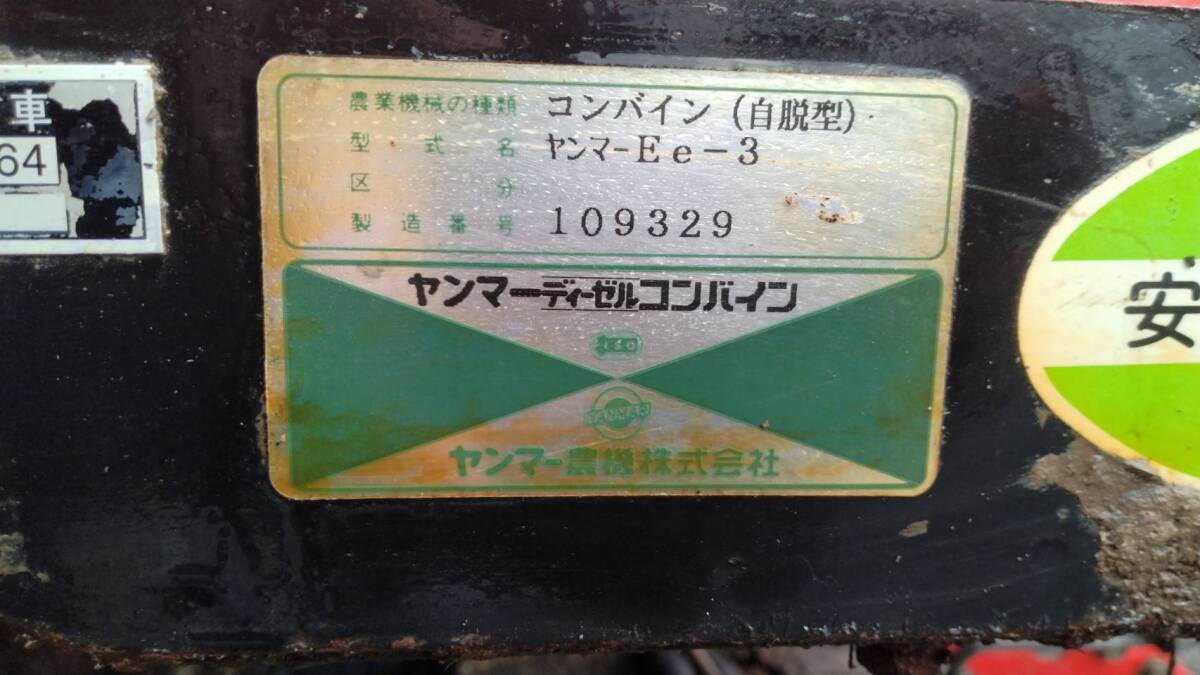 車
64
農業機械の種類 コンバイン(自脱型)
型式名 ヤンマーEe-3
区分
製造番号 109329
ヤンマーディーゼルコンバイン
YANMAR
ヤンマー農機株式会社
安